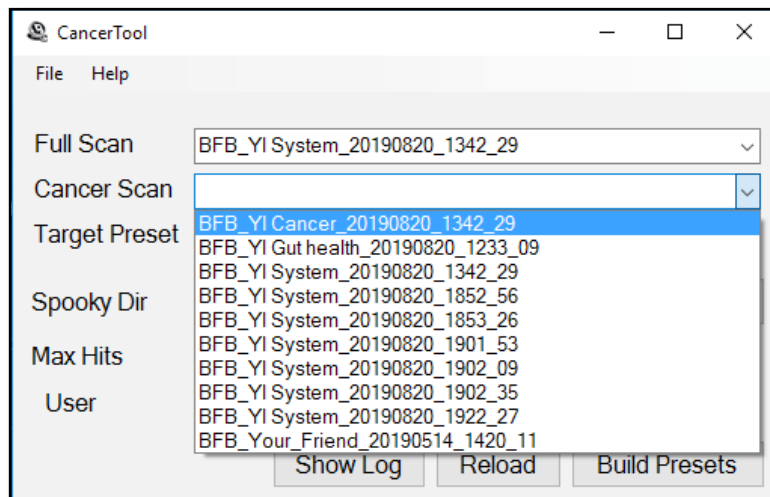 CancerTool
File Help
Full Scan BFB_YI System_20190820_1342_29
Cancer Scan
BFB_YI Cancer_20190820_1342_29
Target Preset
BFB_YI Gut health_20190820_1233_09
BFB_YI System_20190820_1342_29
Spooky Dir
BFB_YI System_20190820_1852_56
BFB_YI System_20190820_1853_26
BFB_YI System_20190820_1901_53
Max Hits
BFB_YI System_20190820_1902_09
BFB_YI System_20190820_1902_35
User
BFB_YI System_20190820_1922_27
BFB_Your_Friend_20190514_1420_11
Show Log Reload Build Presets